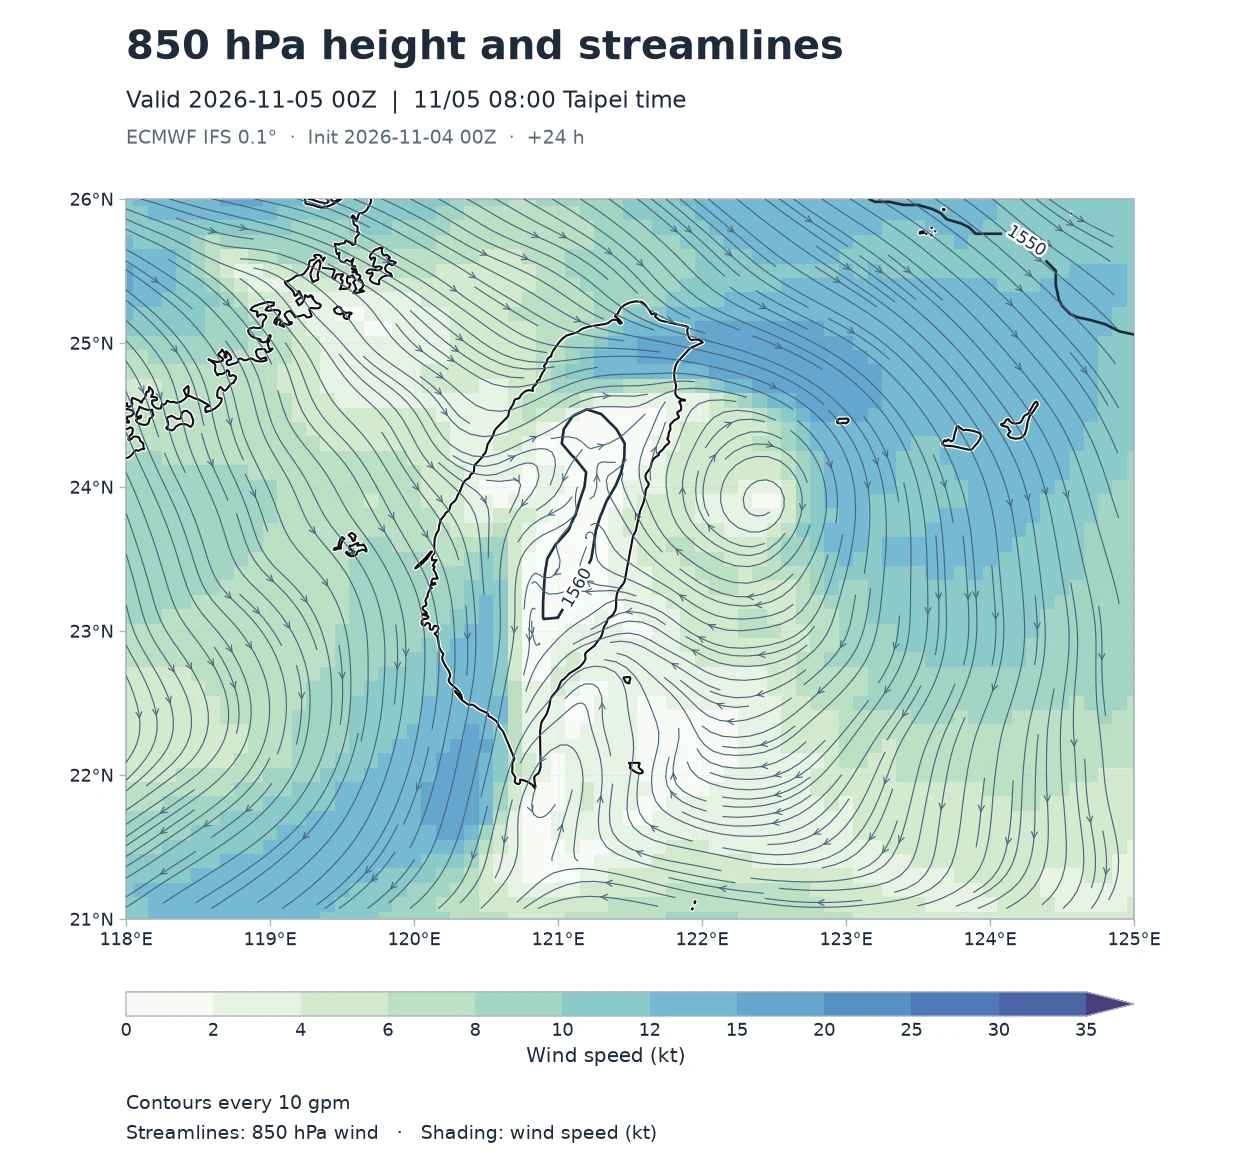 850 hPa height and streamlines
Valid 2026-11-05 00Z | 11/05 08:00 Taipei time
ECMWF IFS 0.1° · Init 2026-11-04 00Z · +24 h
26°N
1550
25°N
24°N
1560
23°N
22°N
21°N
118°E 119°E 120°E 121°E 122°E 123°E 124°E 125°E
0 2 4 6 8 10 12 15 20 25 30 35
Wind speed (kt)
Contours every 10 gpm
Streamlines: 850 hPa wind · Shading: wind speed (kt)